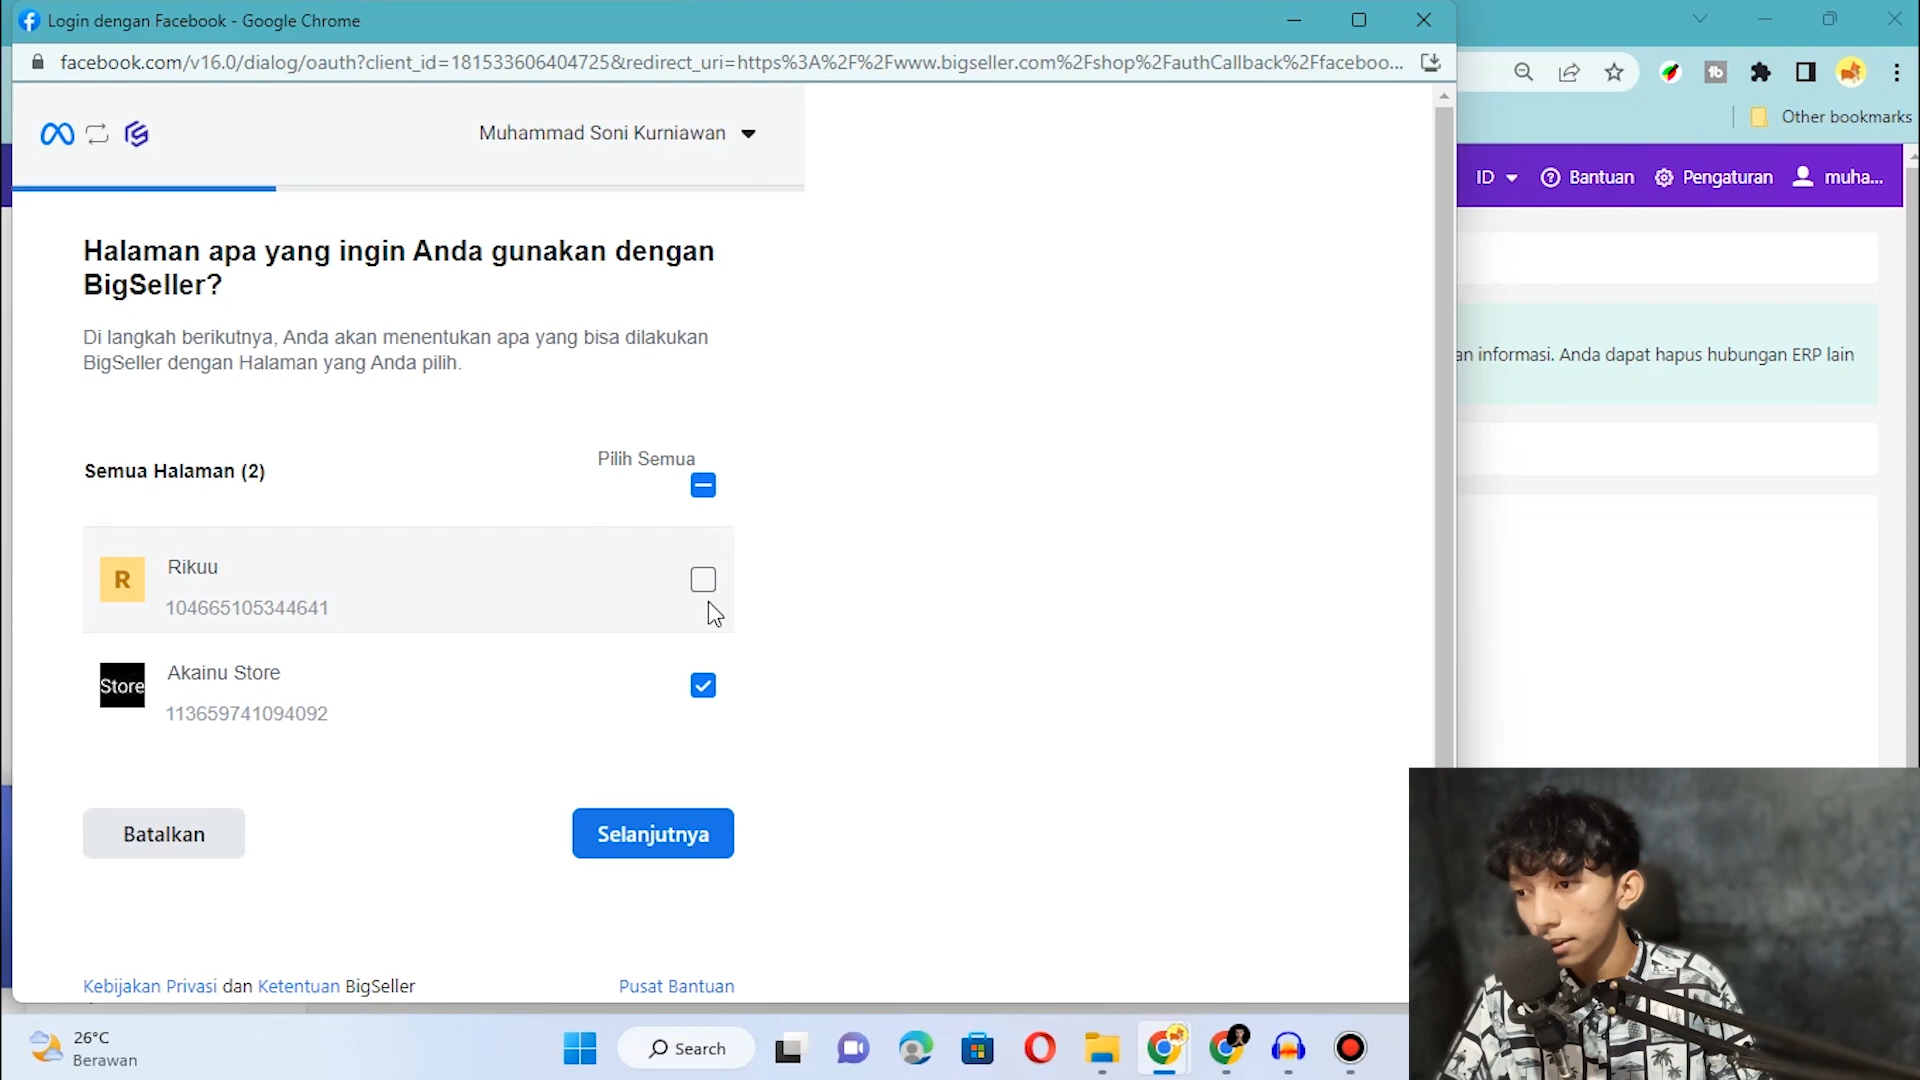 Login dengan Facebook - Google Chrome
facebook.com/v16.0/dialog/oauth?client_id=181533606404725&redirect_uri=https%3A%2F%2Fwww.bigseller.com%2Fshop%2FauthCallback%2Ffaceboo...
Other bookmarks
Muhammad Soni Kurniawan
ID
Bantuan
Pengaturan
muha...
Halaman apa yang ingin Anda gunakan dengan
BigSeller?
Di langkah berikutnya, Anda akan menentukan apa yang bisa dilakukan
BigSeller dengan Halaman yang Anda pilih.
an informasi. Anda dapat hapus hubungan ERP lain
Pilih Semua
Semua Halaman (2)
R
Rikuu
104665105344641
Store
Akainu Store
113659741094092
Batalkan
Selanjutnya
Kebijakan Privasi dan Ketentuan BigSeller
Pusat Bantuan
26°C
Berawan
Search